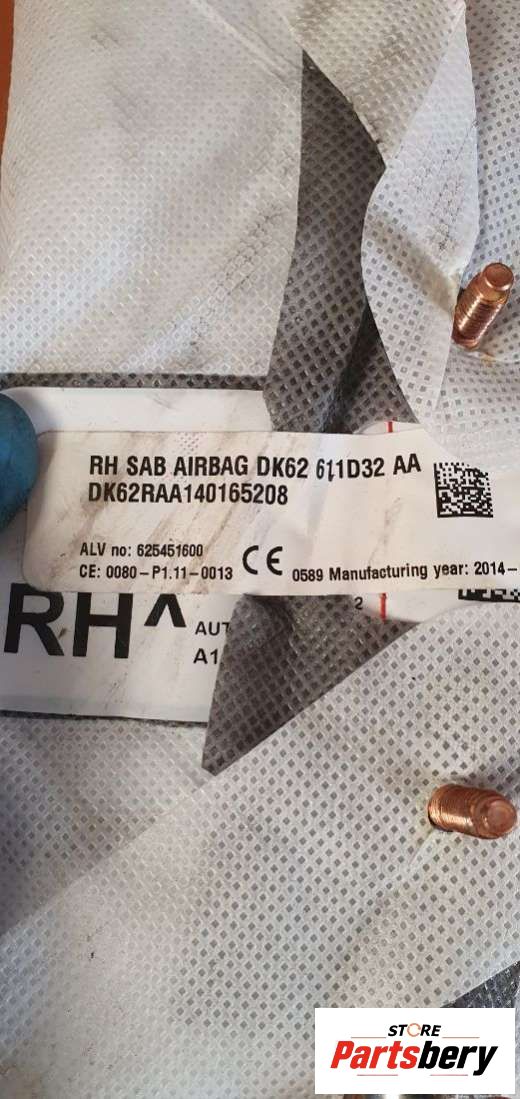 RH SAB AIRBAG DK62 611D32 AA
DK62RAA140165208
ALV no: 625451600
CE: 0080-P1.11-0013 CE 0589 Manufacturing year: 2014-
2
RH^
A1
STORE
Partsbery